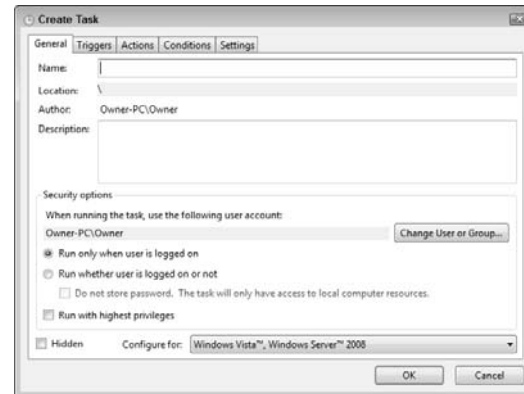 Create Task
General Triggers Actions Conditions Settings
Name:
Location: \
Author: Owner-PC\Owner
Description:
Security options
When running the task, use the following user account:
Owner-PC\Owner Change User or Group...
Run only when user is logged on
Run whether user is logged on or not
Do not store password. The task will only have access to local computer resources.
Run with highest privileges
Hidden Configure for: Windows Vista™, Windows Server™ 2008
OK Cancel